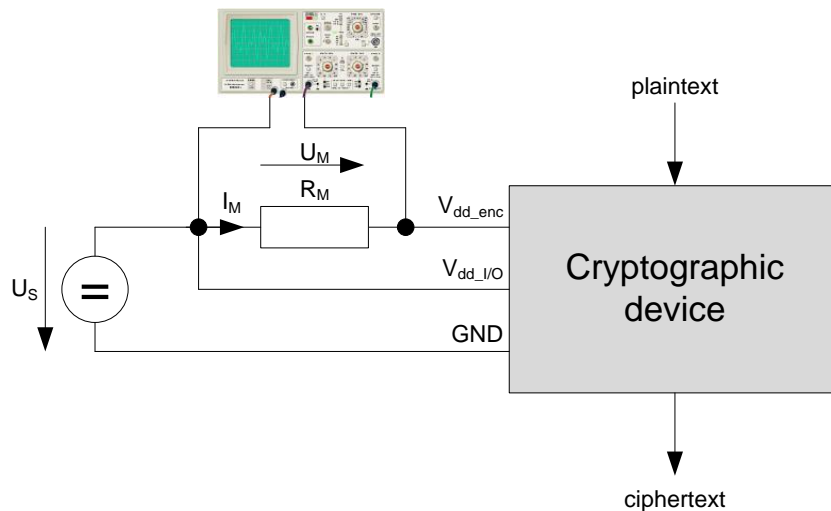 plaintext
U_M
I_M
R_M
V_dd_enc
V_dd_I/O
U_S
=
GND
Cryptographic
device
ciphertext